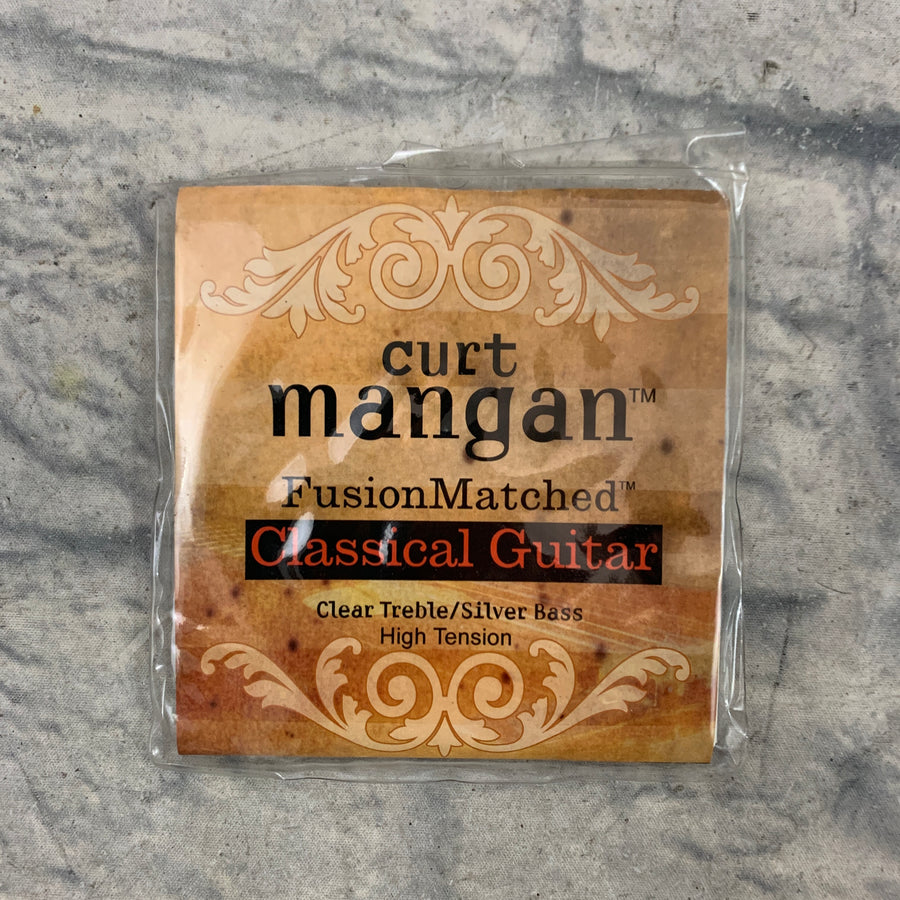 curt
mangan™
FusionMatched™
Classical Guitar
Clear Treble/Silver Bass
High Tension